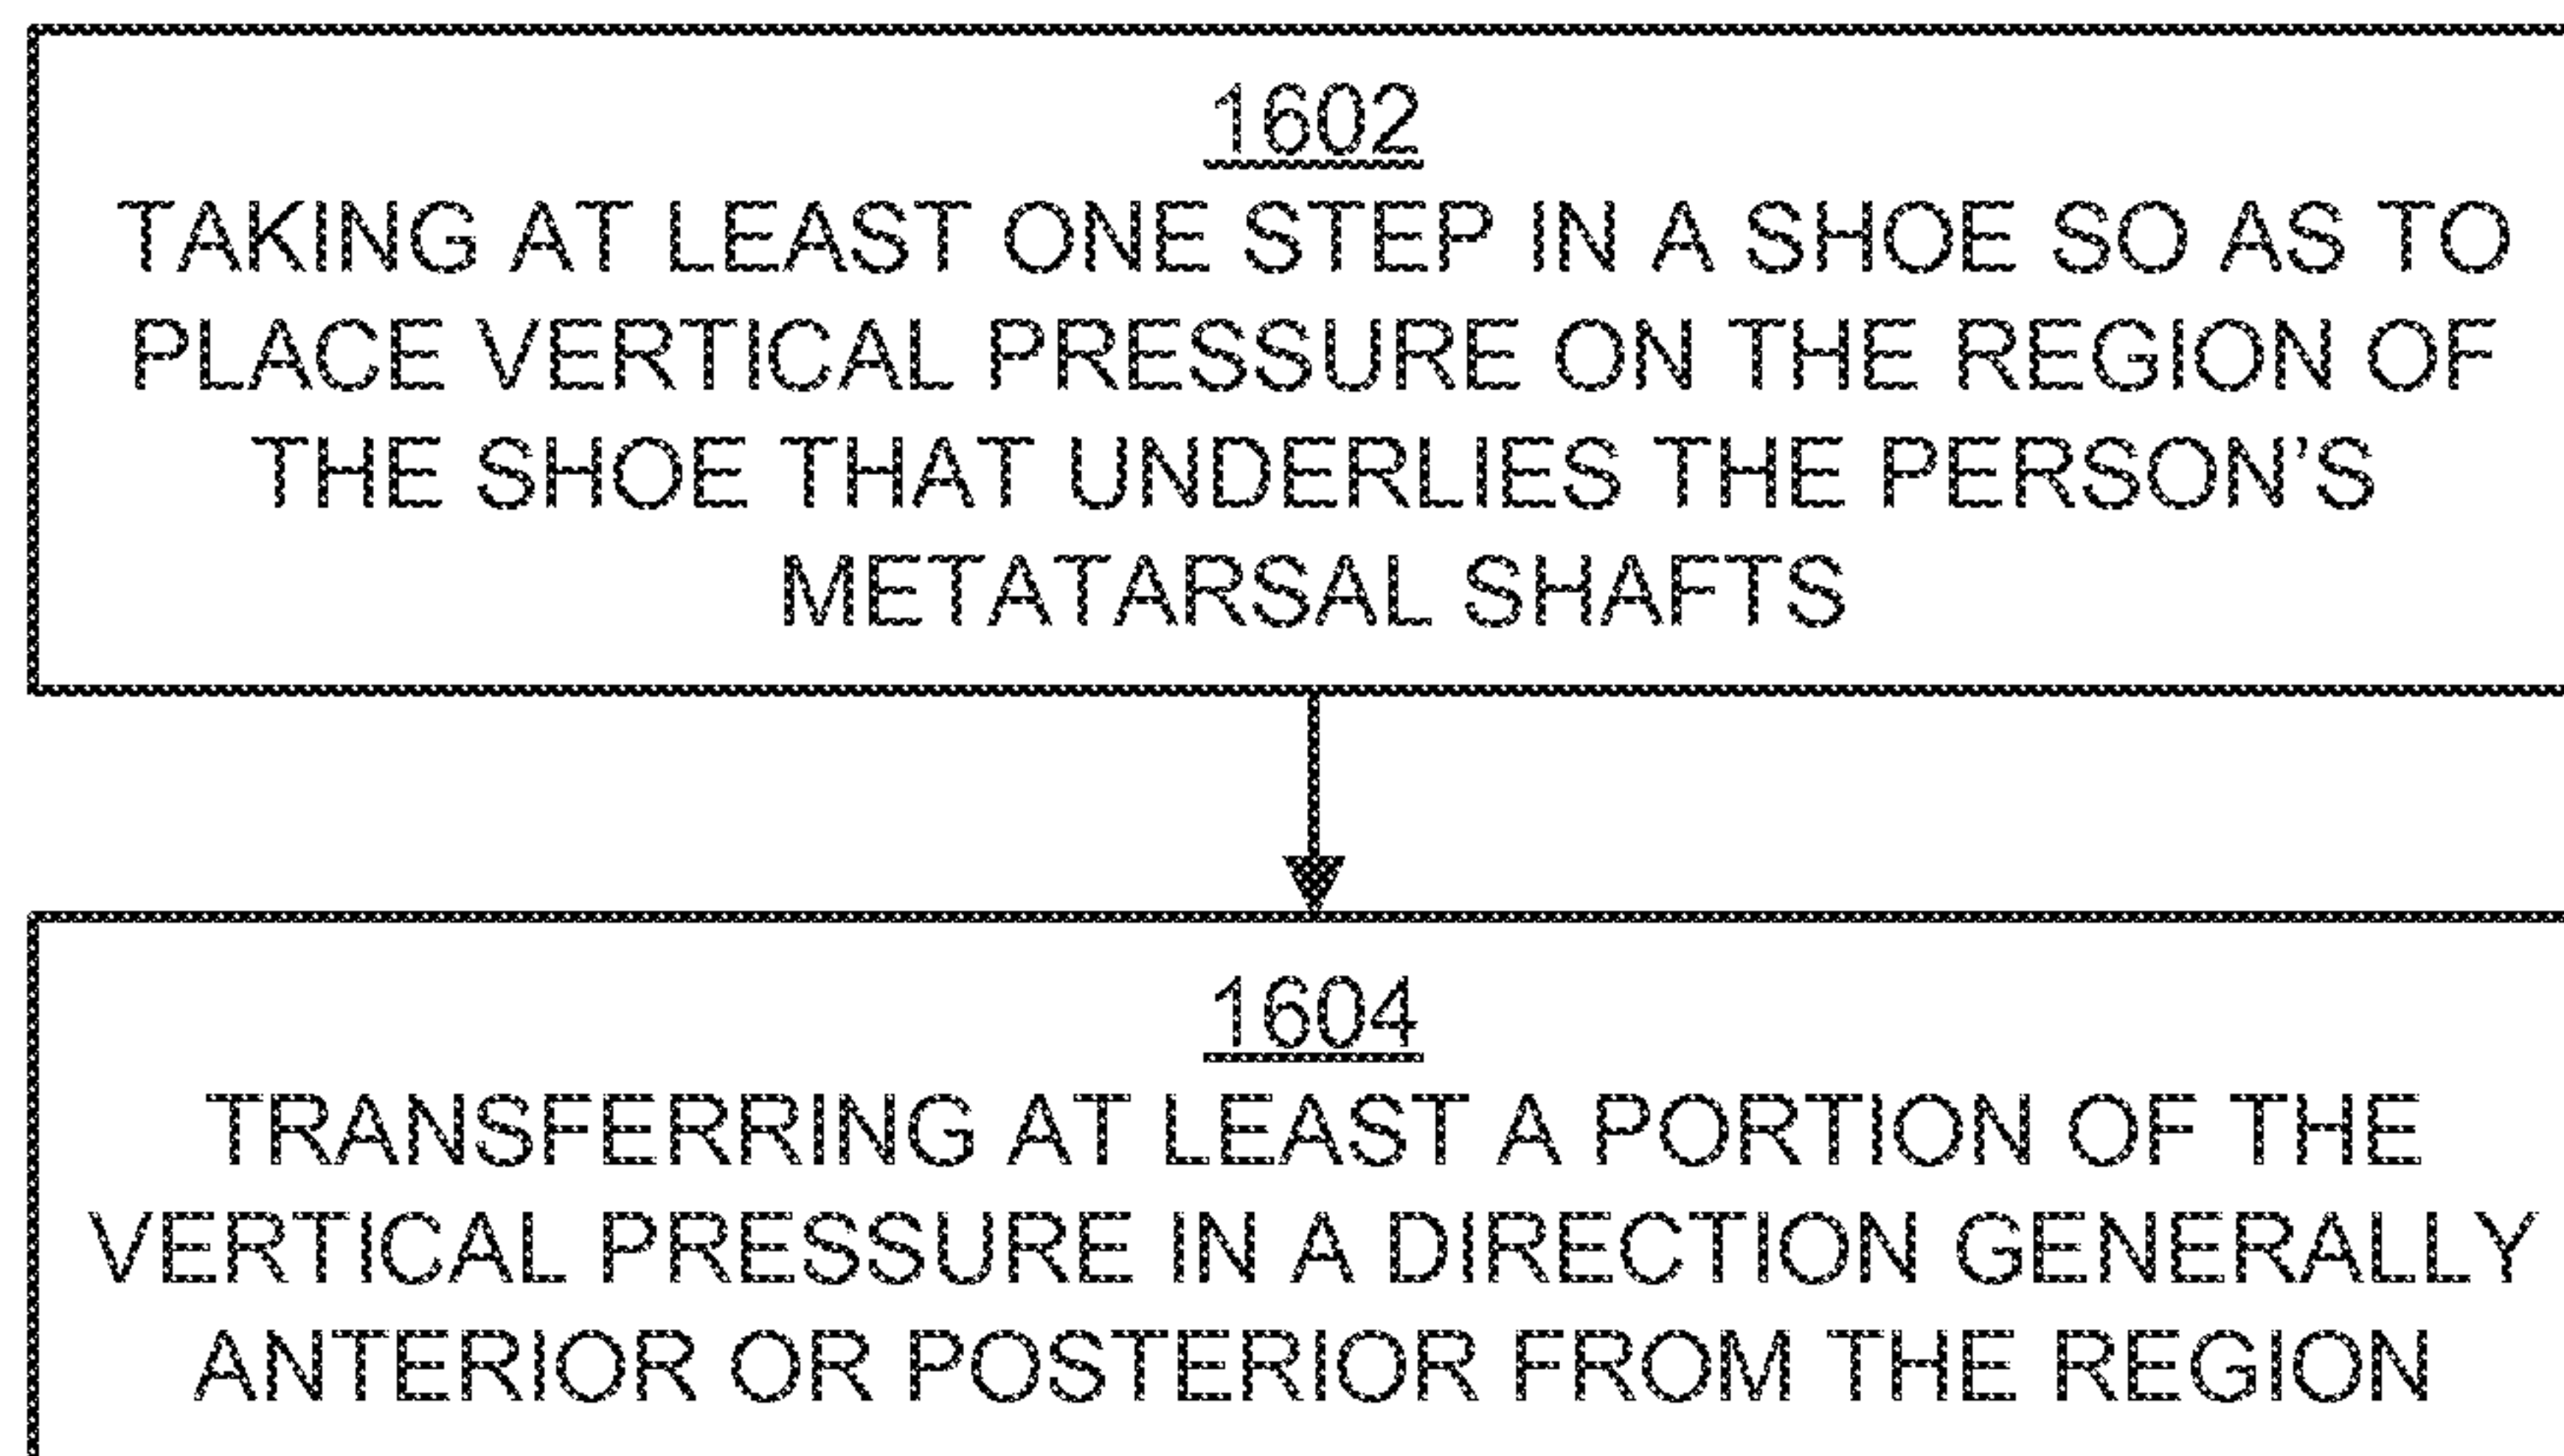 1602
TAKING AT LEAST ONE STEP IN A SHOE SO AS TO
PLACE VERTICAL PRESSURE ON THE REGION OF
THE SHOE THAT UNDERLIES THE PERSON'S
METATARSAL SHAFTS
1604
TRANSFERRING AT LEAST A PORTION OF THE
VERTICAL PRESSURE IN A DIRECTION GENERALLY
ANTERIOR OR POSTERIOR FROM THE REGION